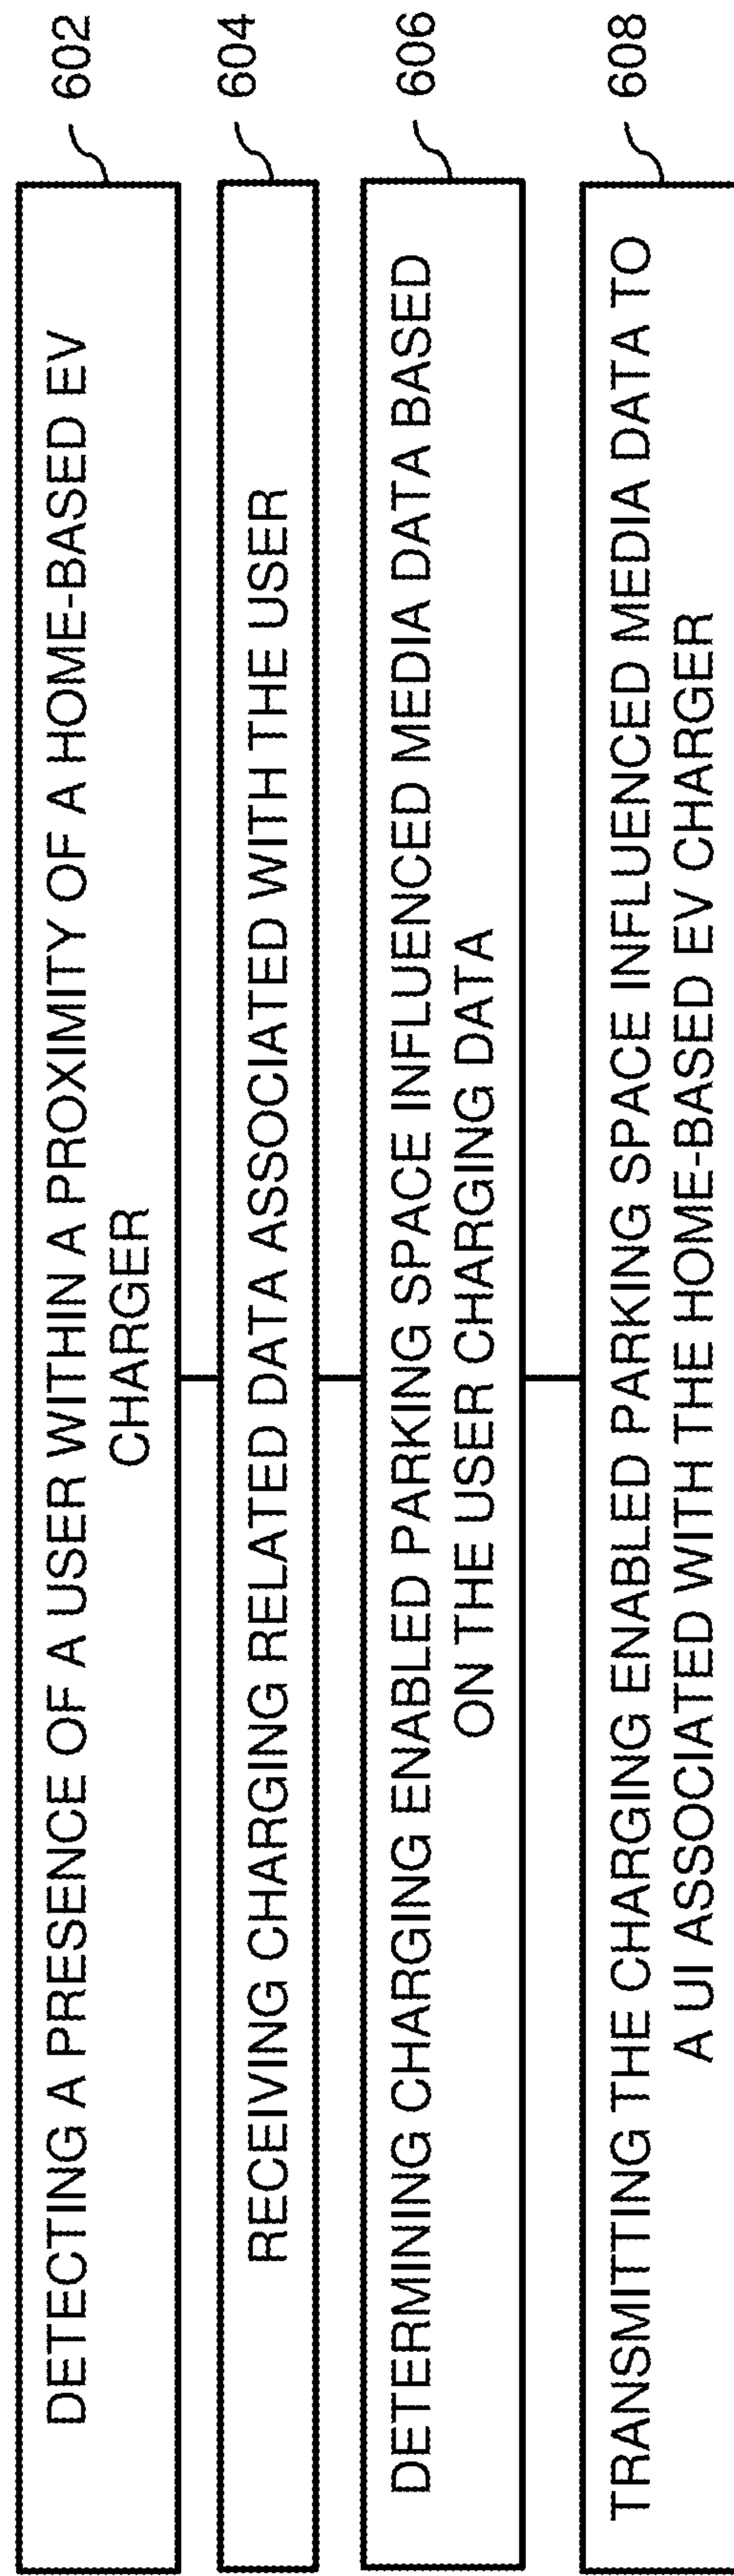 DETECTING A PRESENCE OF A USER WITHIN A PROXIMITY OF A HOME-BASED EV
CHARGER
602
RECEIVING CHARGING RELATED DATA ASSOCIATED WITH THE USER
604
DETERMINING CHARGING ENABLED PARKING SPACE INFLUENCED MEDIA DATA BASED
ON THE USER CHARGING DATA
606
TRANSMITTING THE CHARGING ENABLED PARKING SPACE INFLUENCED MEDIA DATA TO
A UI ASSOCIATED WITH THE HOME-BASED EV CHARGER
608